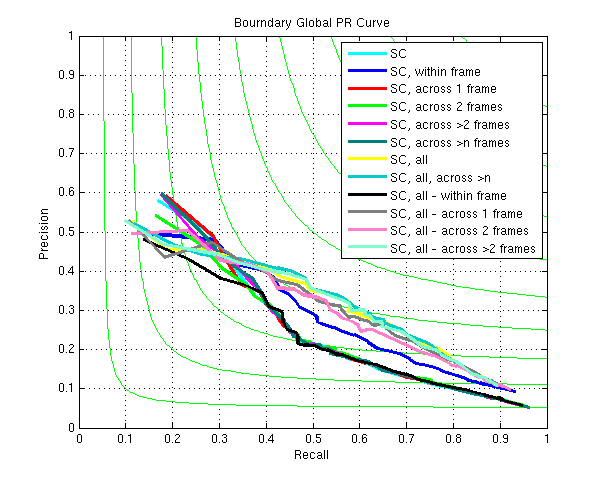 Bourndary Global PR Curve
SC
SC, within frame
SC, across 1 frame
SC, across 2 frames
SC, across >2 frames
SC, across >n frames
SC, all
SC, all, across >n
SC, all - within frame
SC, all - across 1 frame
SC, all - across 2 frames
SC, all - across >2 frames
Precision
1
0.9
0.8
0.7
0.6
0.5
0.4
0.3
0.2
0.1
0
0 0.1 0.2 0.3 0.4 0.5 0.6 0.7 0.8 0.9 1
Recall